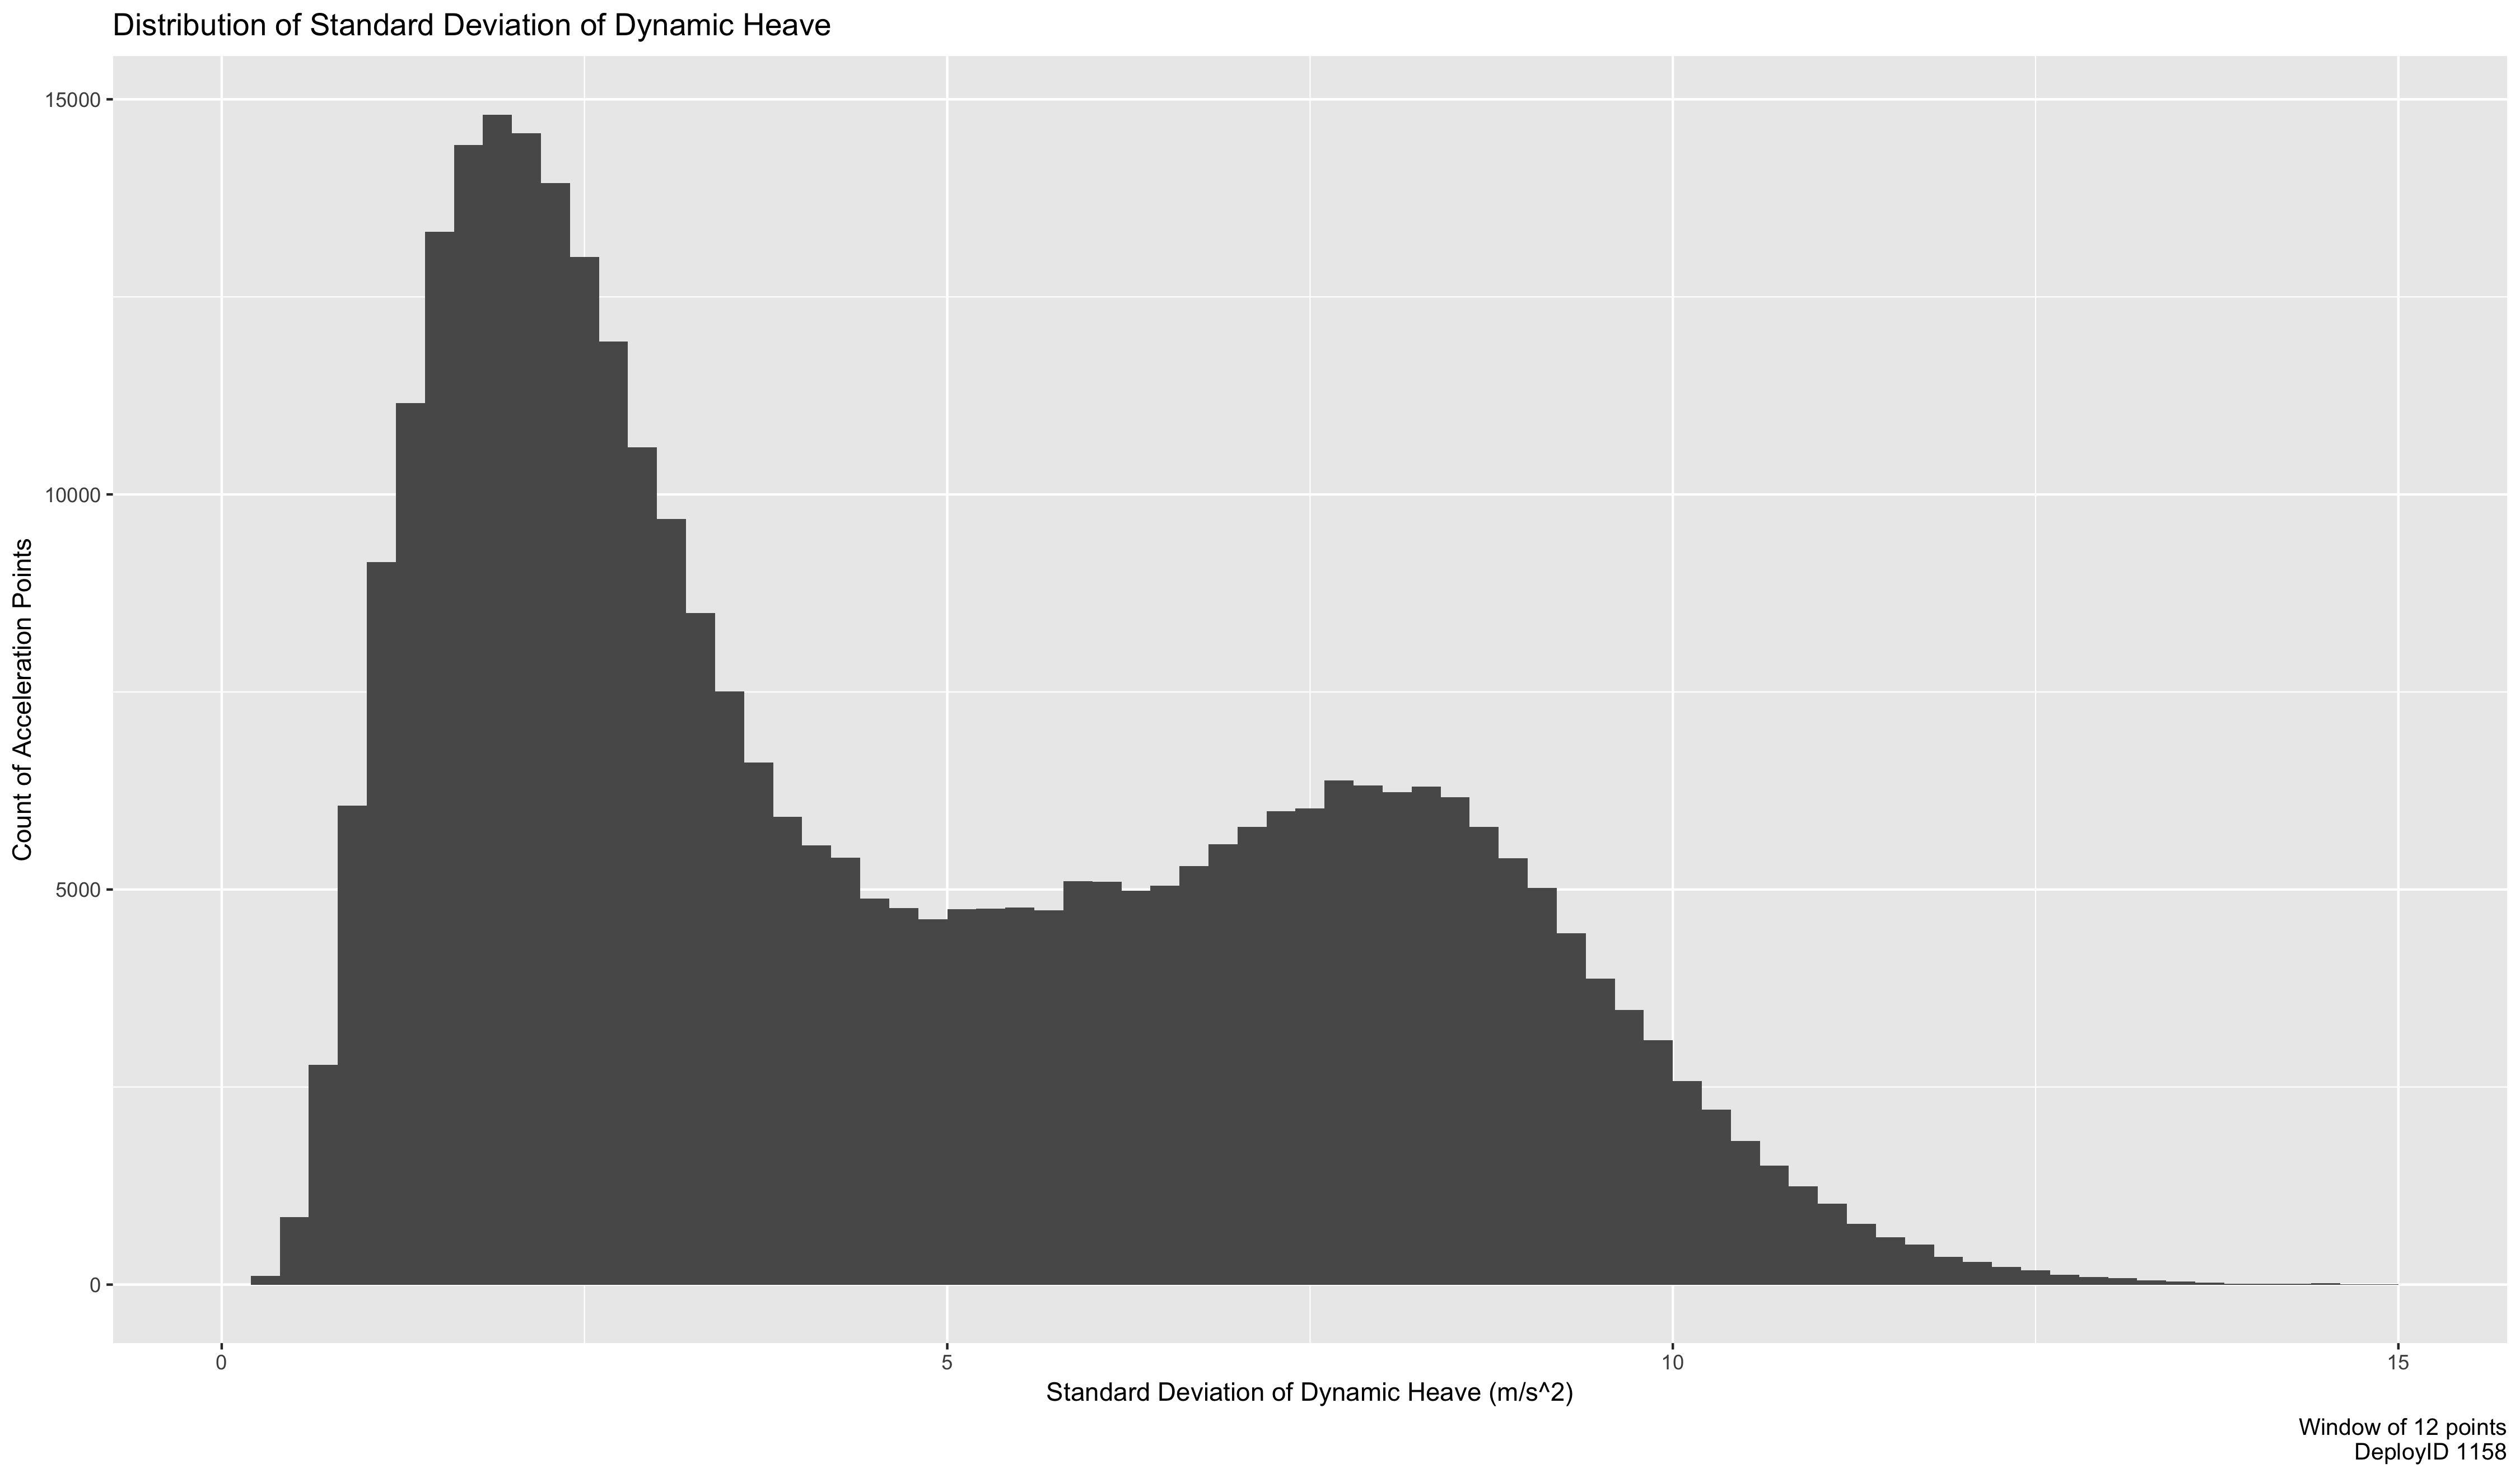 Distribution of Standard Deviation of Dynamic Heave
15000
10000
5000
0
Count of Acceleration Points
0
5
10
15
Standard Deviation of Dynamic Heave (m/s^2)
Window of 12 points
DeployID 1158